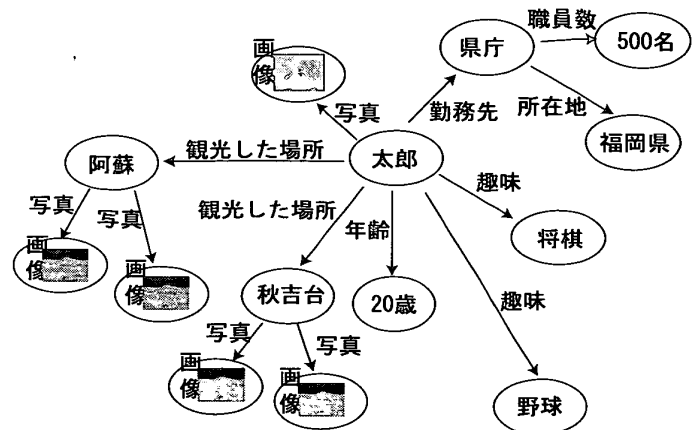 職員数
県庁
500名
画像
写真
勤務先
所在地
福岡県
阿蘇
観光した場所
太郎
趣味
写真
写真
観光した場所
年齢
将棋
画像
画像
秋吉台
20歳
趣味
写真
写真
画像
画像
野球